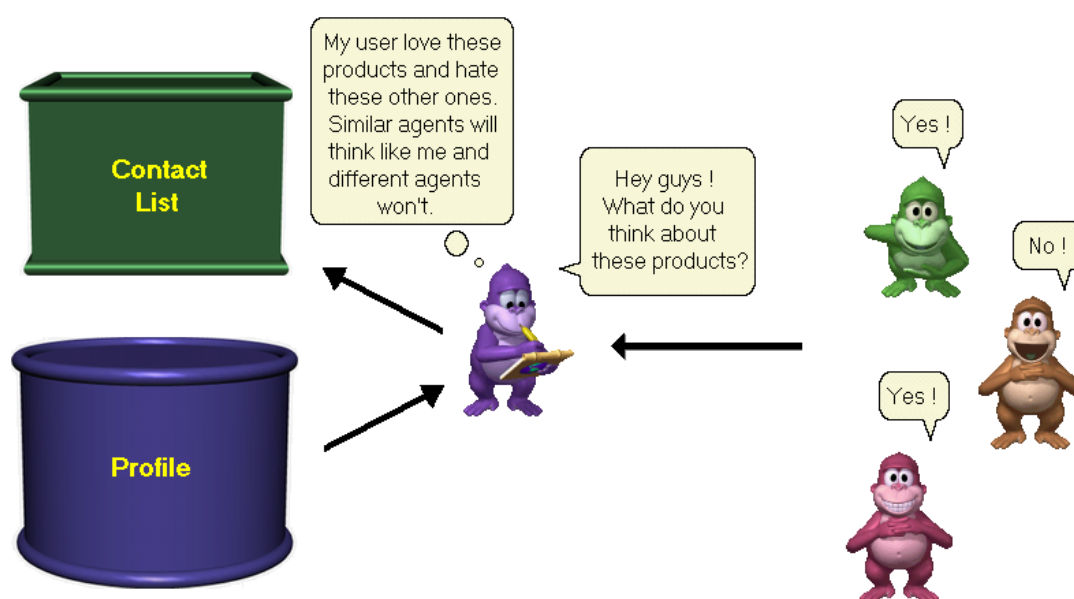 Contact
List
Profile
My user love these
products and hate
these other ones.
Similar agents will
think like me and
different agents
won't.
Hey guys !
What do you
think about
these products?
Yes !
No !
Yes !